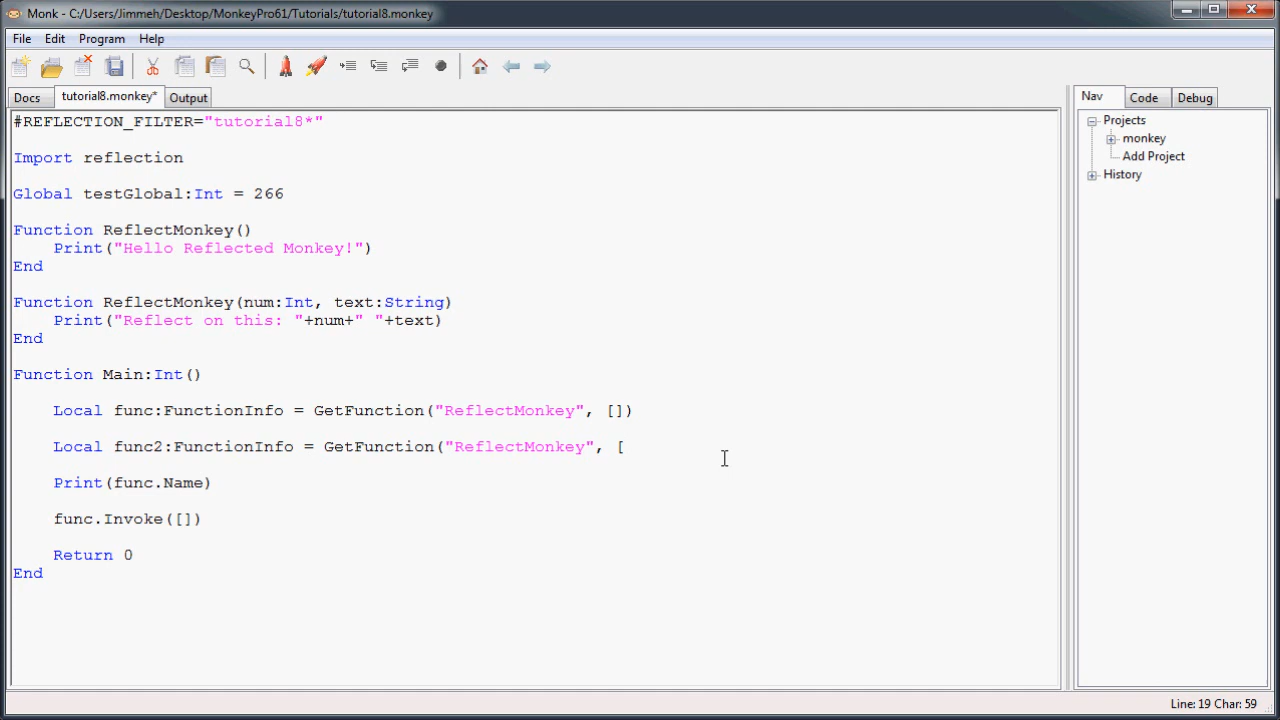 Monk - C:/Users/Jimmeh/Desktop/MonkeyPro61/Tutorials/tutorial8.monkey
File Edit Program Help
Docs tutorial8.monkey* Output
Nav Code Debug
#REFLECTION_FILTER="tutorial8*"
Import reflection
Global testGlobal:Int = 266
Function ReflectMonkey()
    Print("Hello Reflected Monkey!")
End
Function ReflectMonkey(num:Int, text:String)
    Print("Reflect on this: "+num+" "+text)
End
Function Main:Int()
    Local func:FunctionInfo = GetFunction("ReflectMonkey", [])
    Local func2:FunctionInfo = GetFunction("ReflectMonkey", [
    Print(func.Name)
    func.Invoke([])
    Return 0
End
Projects
monkey
Add Project
History
Line: 19 Char: 59